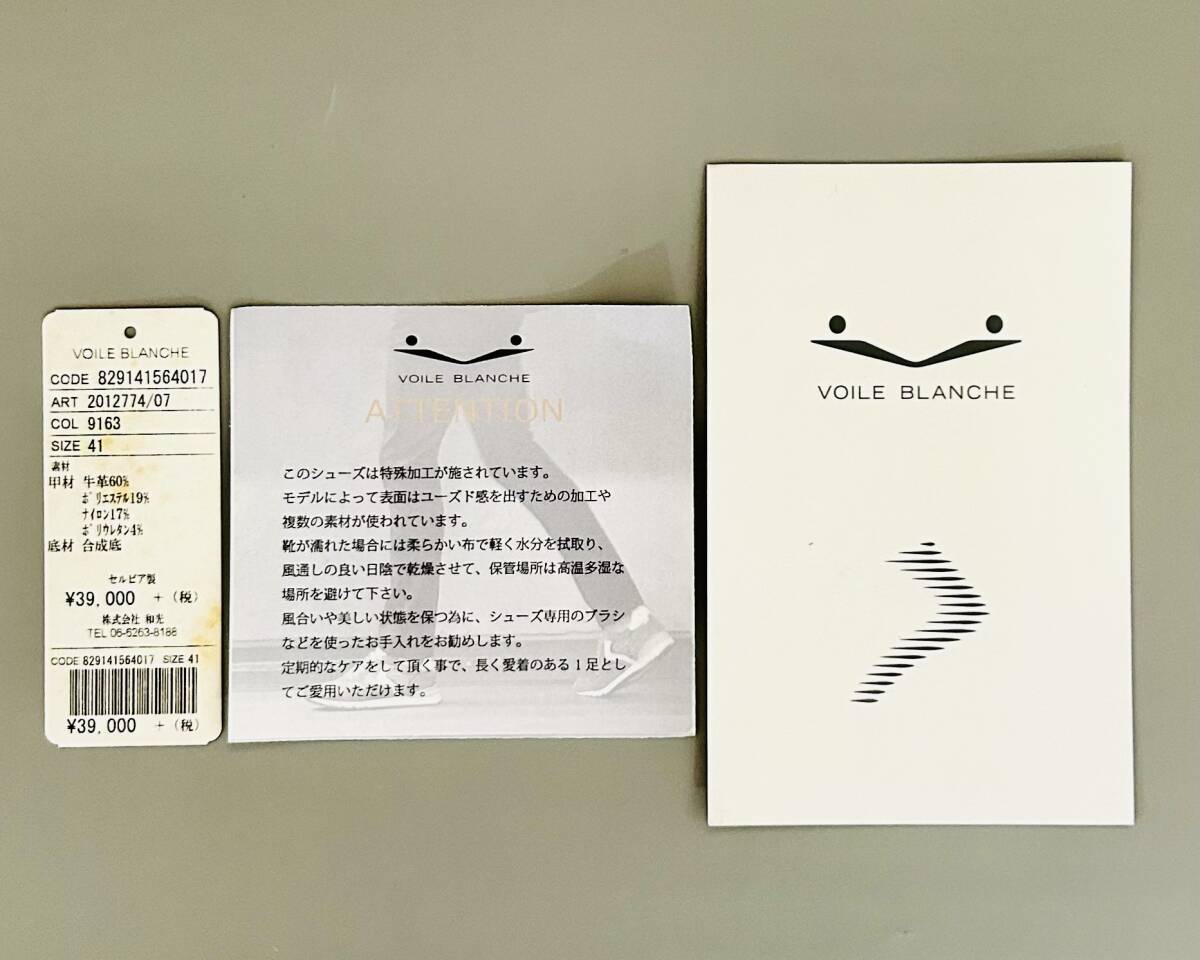 VOILE BLANCHE
CODE 829141564017
ART 2012774/07
COL 9163
SIZE 41
素材
甲材 牛革60%
ポリエステル19%
ナイロン17%
ポリウレタン4%
底材 合成底
セルビア製
¥39,000 +(税)
株式会社 和光
TEL 06-6263-8188
CODE 829141564017 SIZE 41
¥39,000 +(税)
VOILE BLANCHE
ATTENTION
このシューズは特殊加工が施されています。
モデルによって表面はユーズド感を出すための加工や
複数の素材が使われています。
靴が濡れた場合には柔らかい布で軽く水分を拭取り、
風通しの良い日陰で乾燥させて、保管場所は高温多湿な
場所を避けて下さい。
風合いや美しい状態を保つ為に、シューズ専用のブラシ
などを使ったお手入れをお勧めします。
定期的なケアをして頂く事で、長く愛着のある1足とし
てご愛用いただけます。
VOILE BLANCHE